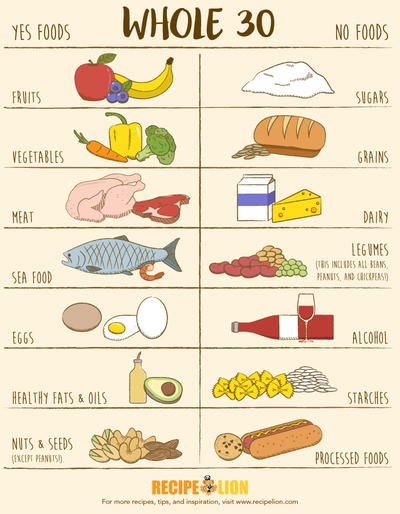 WHOLE 30
YES FOODS
NO FOODS
FRUITS
SUGARS
VEGETABLES
GRAINS
MEAT
DAIRY
SEA FOOD
LEGUMES
(THIS INCLUDES ALL BEANS,
PEANUTS, AND CHICKPEAS!)
EGGS
ALCOHOL
HEALTHY FATS & OILS
STARCHES
NUTS & SEEDS
(EXCEPT PEANUTS!)
PROCESSED FOODS
RECIPE LION
For more recipes, tips, and inspiration, visit www.recipelion.com